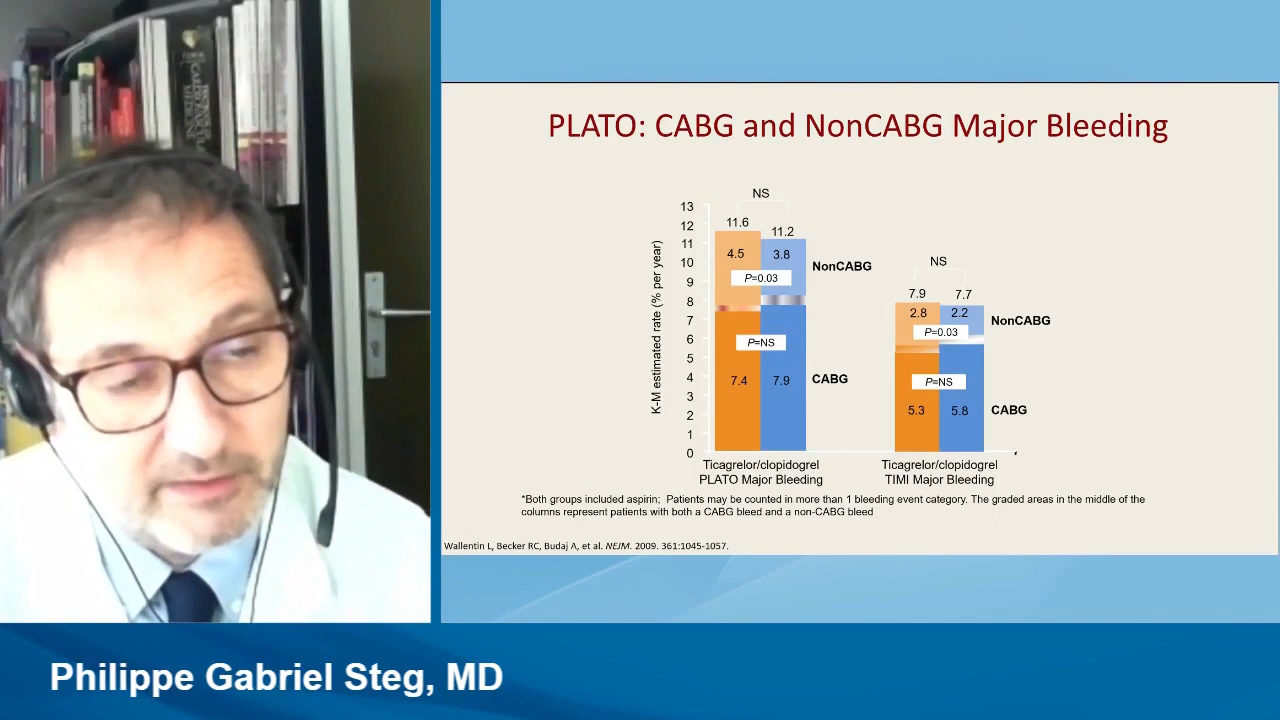 PLATO: CABG and NonCABG Major Bleeding
NS
13
12
11
10
9
8
7
6
5
4
3
2
1
0
K-M estimated rate (% per year)
11.6
11.2
4.5
3.8
P=0.03
NonCABG
P=NS
7.4
7.9
CABG
Ticagrelor/clopidogrel
PLATO Major Bleeding
NS
7.9
7.7
2.8
2.2
P=0.03
NonCABG
P=NS
5.3
5.8
CABG
Ticagrelor/clopidogrel
TIMI Major Bleeding
*Both groups included aspirin; Patients may be counted in more than 1 bleeding event category. The graded areas in the middle of the
columns represent patients with both a CABG bleed and a non-CABG bleed
Wallentin L, Becker RC, Budaj A, et al. NEJM. 2009. 361:1045-1057.
Philippe Gabriel Steg, MD